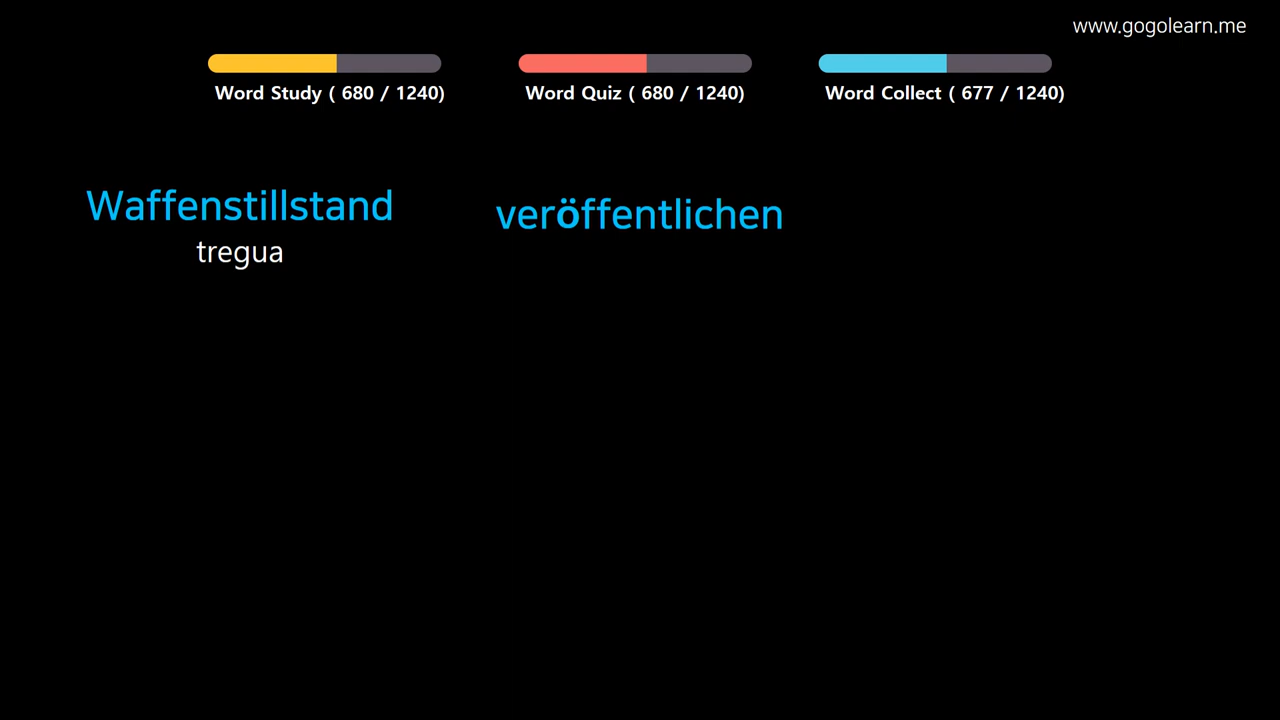 www.gogolearn.me
Word Study ( 680 / 1240)
Word Quiz ( 680 / 1240)
Word Collect ( 677 / 1240)
Waffenstillstand
tregua
veröffentlichen